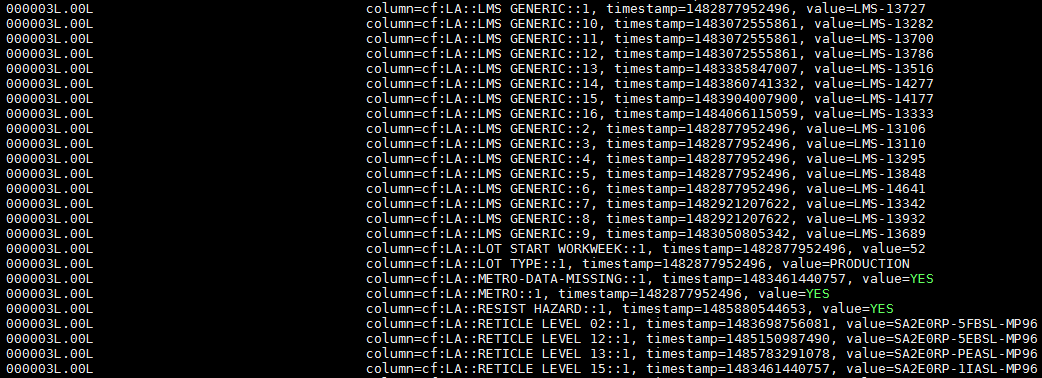 000003L.00L column=cf:LA::LMS GENERIC::1, timestamp=1482877952496, value=LMS-13727
000003L.00L column=cf:LA::LMS GENERIC::10, timestamp=1483072555861, value=LMS-13282
000003L.00L column=cf:LA::LMS GENERIC::11, timestamp=1483072555861, value=LMS-13700
000003L.00L column=cf:LA::LMS GENERIC::12, timestamp=1483072555861, value=LMS-13786
000003L.00L column=cf:LA::LMS GENERIC::13, timestamp=1483385847007, value=LMS-13516
000003L.00L column=cf:LA::LMS GENERIC::14, timestamp=1483860741332, value=LMS-14277
000003L.00L column=cf:LA::LMS GENERIC::15, timestamp=1483904007900, value=LMS-14177
000003L.00L column=cf:LA::LMS GENERIC::16, timestamp=1484066115059, value=LMS-13333
000003L.00L column=cf:LA::LMS GENERIC::2, timestamp=1482877952496, value=LMS-13106
000003L.00L column=cf:LA::LMS GENERIC::3, timestamp=1482877952496, value=LMS-13110
000003L.00L column=cf:LA::LMS GENERIC::4, timestamp=1482877952496, value=LMS-13295
000003L.00L column=cf:LA::LMS GENERIC::5, timestamp=1482877952496, value=LMS-13848
000003L.00L column=cf:LA::LMS GENERIC::6, timestamp=1482877952496, value=LMS-14641
000003L.00L column=cf:LA::LMS GENERIC::7, timestamp=1482921207622, value=LMS-13342
000003L.00L column=cf:LA::LMS GENERIC::8, timestamp=1482921207622, value=LMS-13932
000003L.00L column=cf:LA::LMS GENERIC::9, timestamp=1483050805342, value=LMS-13689
000003L.00L column=cf:LA::LOT START WORKWEEK::1, timestamp=1482877952496, value=52
000003L.00L column=cf:LA::LOT TYPE::1, timestamp=1482877952496, value=PRODUCTION
000003L.00L column=cf:LA::METRO-DATA-MISSING::1, timestamp=1483461440757, value=YES
000003L.00L column=cf:LA::METRO::1, timestamp=1482877952496, value=YES
000003L.00L column=cf:LA::RESIST HAZARD::1, timestamp=1485880544653, value=YES
000003L.00L column=cf:LA::RETICLE LEVEL 02::1, timestamp=1483698756081, value=SA2E0RP-5FBSL-MP96
000003L.00L column=cf:LA::RETICLE LEVEL 12::1, timestamp=1485150987490, value=SA2E0RP-5EBSL-MP96
000003L.00L column=cf:LA::RETICLE LEVEL 13::1, timestamp=1485783291078, value=SA2E0RP-PEASL-MP96
000003L.00L column=cf:LA::RETICLE LEVEL 15::1, timestamp=1483461440757, value=SA2E0RP-1IASL-MP96